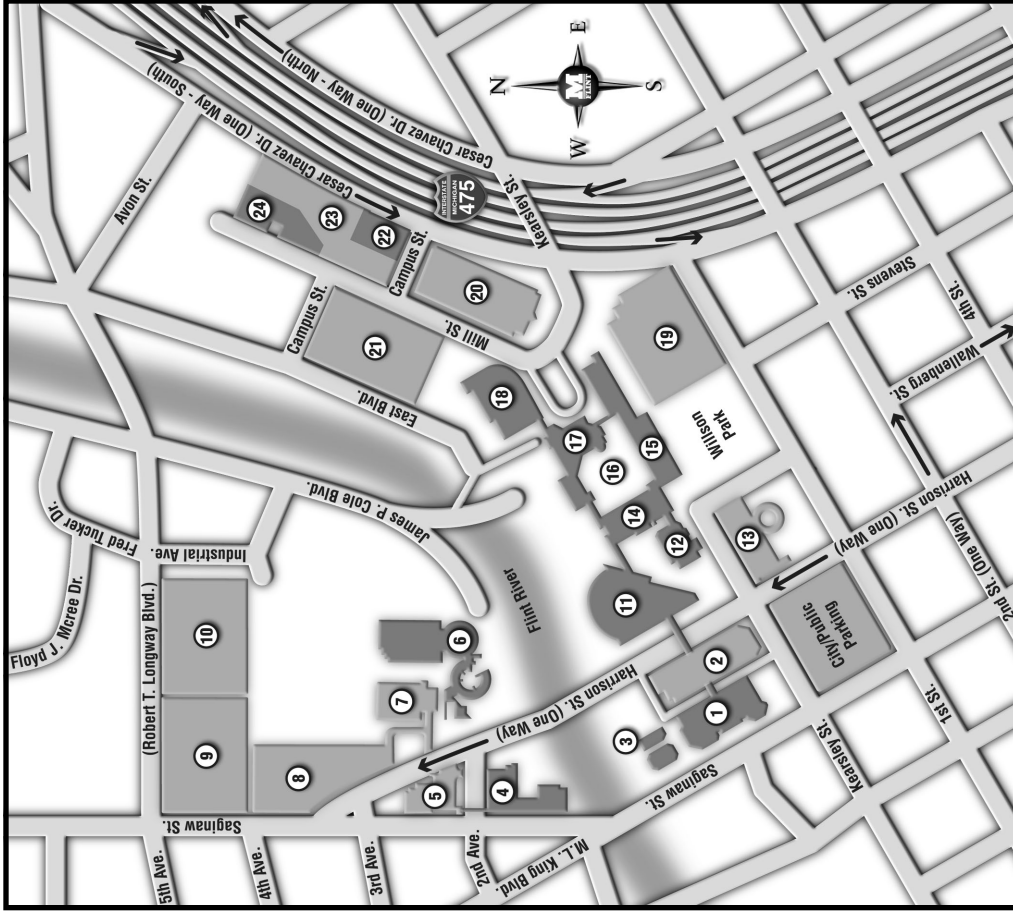 Cesar Chavez Dr. (One Way - South)
Cesar Chavez Dr. (One Way - North)
N
E
S
W
M
FLINT
INTERSTATE
MICHIGAN
475
Avon St.
24
23
22
Campus St.
Campus St.
20
21
Mill St.
East Blvd.
Kearsley St.
19
Stevens St.
4th St.
Wallenberg St.
18
17
16
15
14
12
Willson
Park
13
Harrison St. (One Way)
2nd St. (One Way)
James P. Cole Blvd.
Fred Tucker Dr.
Industrial Ave.
Floyd J. Mcree Dr.
(Robert T. Longway Blvd.)
10
9
8
7
6
5
4
3
2
1
11
Flint River
Harrison St. (One Way)
City/Public
Parking
1st St.
Kearsley St.
Saginaw St.
Saginaw St.
5th Ave.
4th Ave.
3rd Ave.
2nd Ave.
M.L. King Blvd.